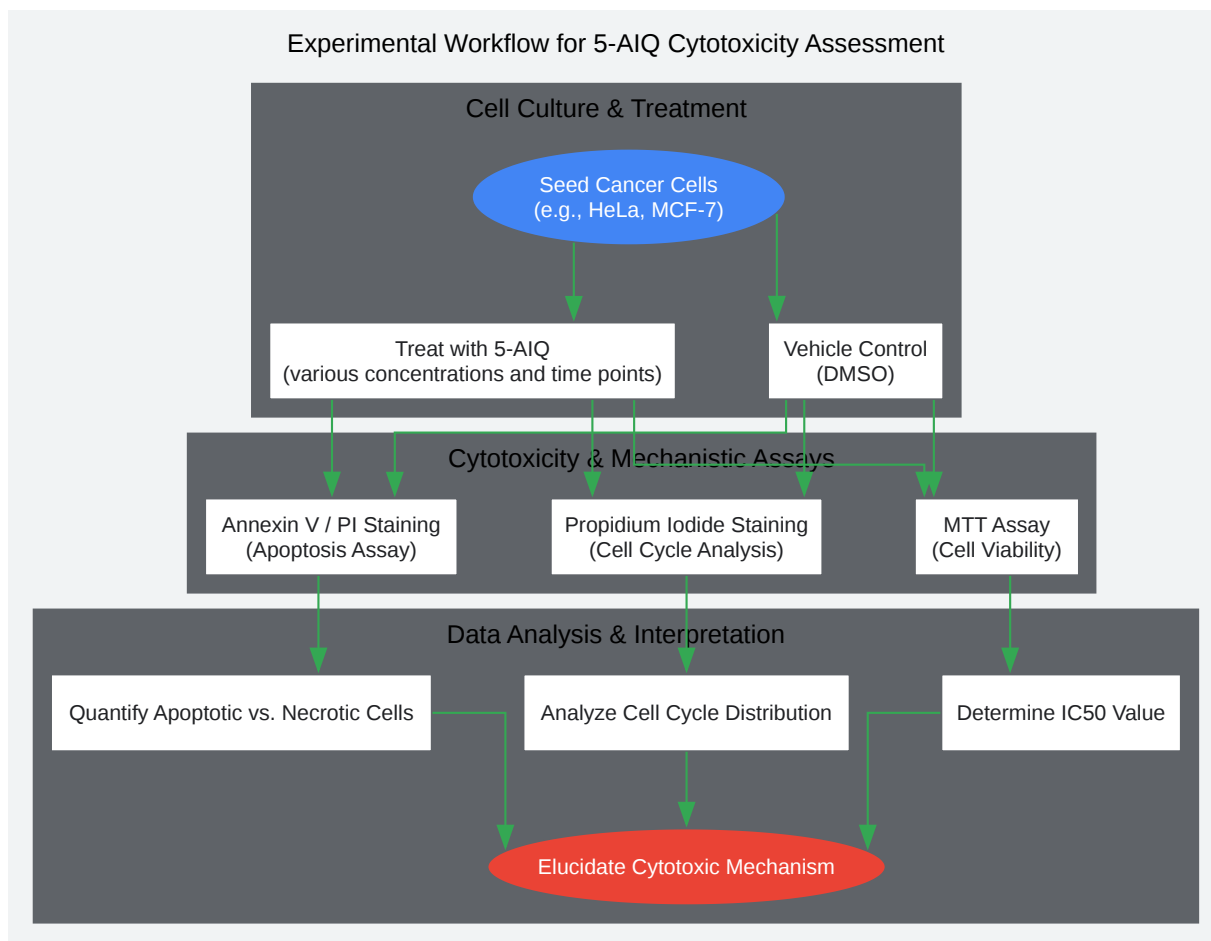 Experimental Workflow for 5-AIQ Cytotoxicity Assessment
Cell Culture & Treatment
Seed Cancer Cells
(e.g., HeLa, MCF-7)
Treat with 5-AIQ
(various concentrations and time points)
Vehicle Control
(DMSO)
Cytotoxicity & Mechanistic Assays
Annexin V / PI Staining
(Apoptosis Assay)
Propidium Iodide Staining
(Cell Cycle Analysis)
MTT Assay
(Cell Viability)
Data Analysis & Interpretation
Quantify Apoptotic vs. Necrotic Cells
Analyze Cell Cycle Distribution
Determine IC50 Value
Elucidate Cytotoxic Mechanism